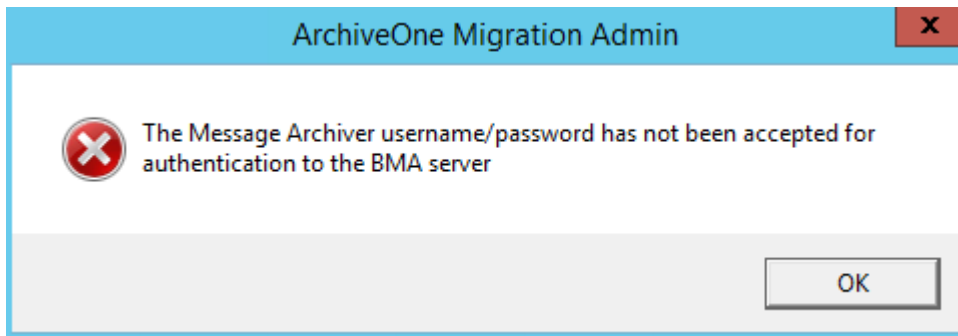 ArchiveOne Migration Admin
x
The Message Archiver username/password has not been accepted for
authentication to the BMA server
OK